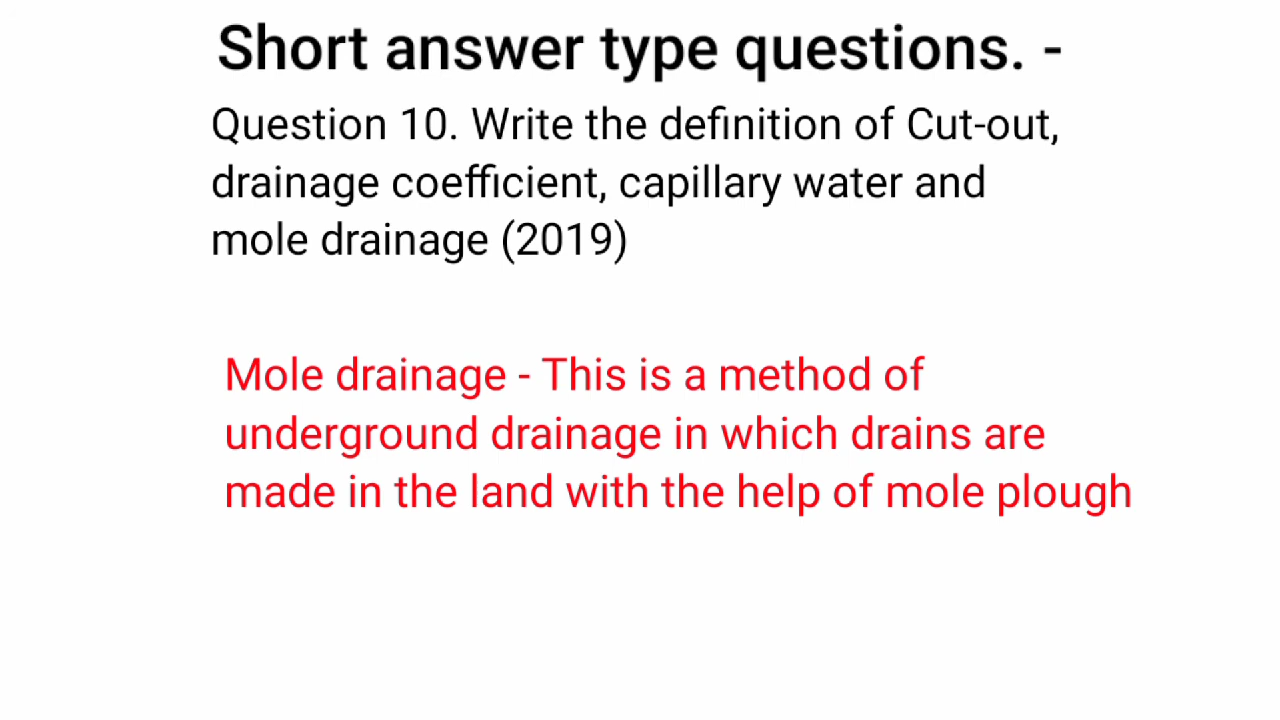 Short answer type questions. -
Question 10. Write the definition of Cut-out,
drainage coefficient, capillary water and
mole drainage (2019)
Mole drainage - This is a method of
underground drainage in which drains are
made in the land with the help of mole plough